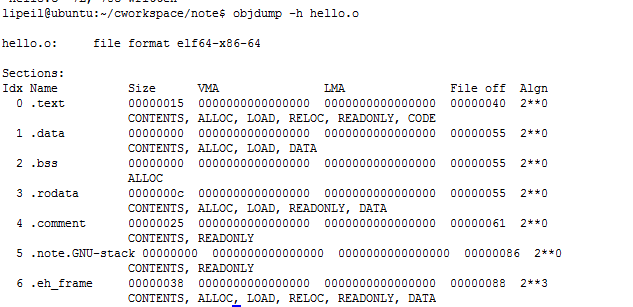 lipeil@ubuntu:~/cworkspace/note$ objdump -h hello.o
hello.o:     file format elf64-x86-64
Sections:
Idx Name          Size      VMA               LMA               File off  Algn
  0 .text         00000015  0000000000000000  0000000000000000  00000040  2**0
                  CONTENTS, ALLOC, LOAD, RELOC, READONLY, CODE
  1 .data         00000000  0000000000000000  0000000000000000  00000055  2**0
                  CONTENTS, ALLOC, LOAD, DATA
  2 .bss          00000000  0000000000000000  0000000000000000  00000055  2**0
                  ALLOC
  3 .rodata       0000000c  0000000000000000  0000000000000000  00000055  2**0
                  CONTENTS, ALLOC, LOAD, READONLY, DATA
  4 .comment      00000025  0000000000000000  0000000000000000  00000061  2**0
                  CONTENTS, READONLY
  5 .note.GNU-stack 00000000  0000000000000000  0000000000000000  00000086  2**0
                  CONTENTS, READONLY
  6 .eh_frame     00000038  0000000000000000  0000000000000000  00000088  2**3
                  CONTENTS, ALLOC, LOAD, RELOC, READONLY, DATA